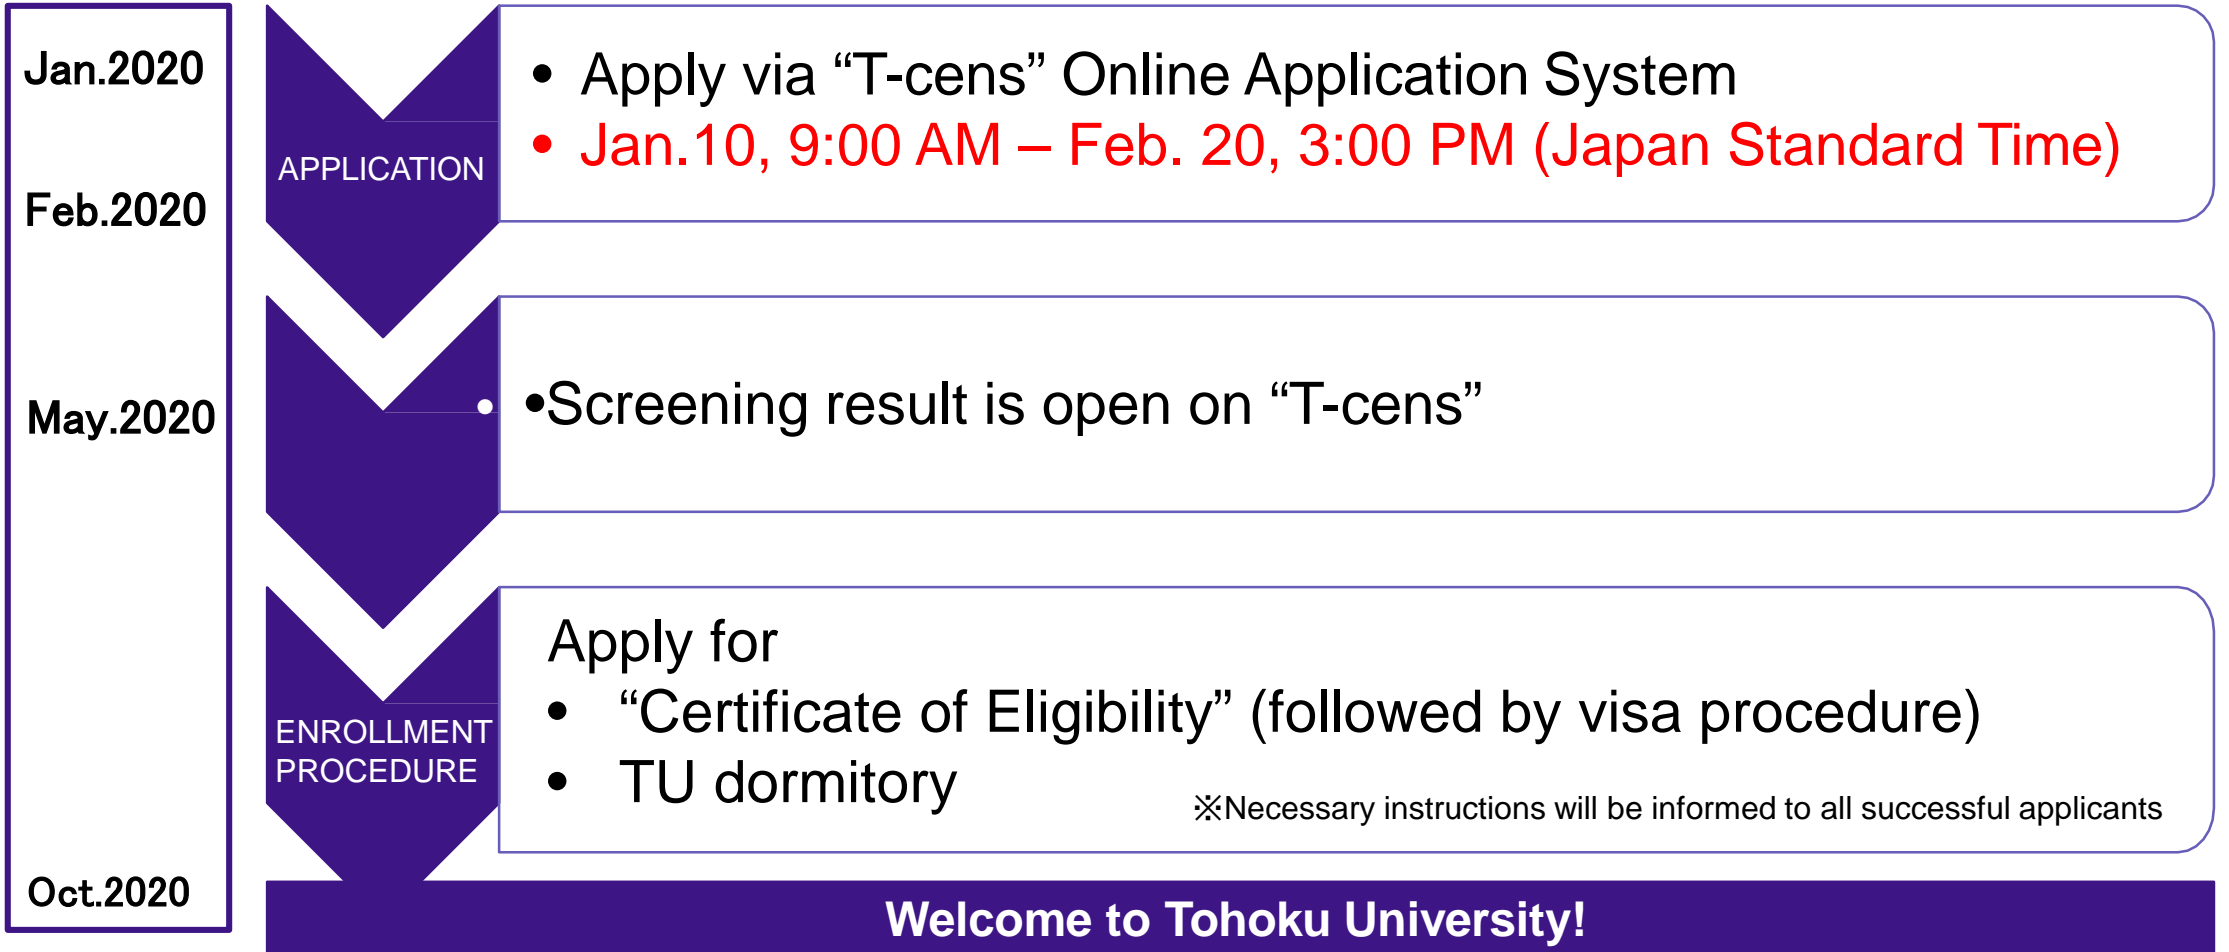 Jan.2020
Feb.2020
May.2020
Oct.2020
APPLICATION
• Apply via “T-cens” Online Application System
• Jan.10, 9:00 AM – Feb. 20, 3:00 PM (Japan Standard Time)
• •Screening result is open on “T-cens”
ENROLLMENT
PROCEDURE
Apply for
• “Certificate of Eligibility” (followed by visa procedure)
• TU dormitory
※Necessary instructions will be informed to all successful applicants
Welcome to Tohoku University!